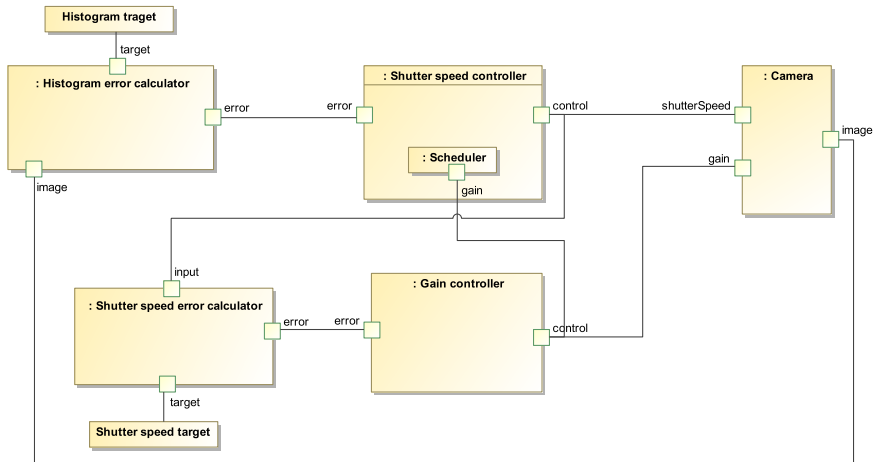 Histogram traget
target
: Histogram error calculator
error
image
error
: Shutter speed controller
control
: Scheduler
gain
shutterSpeed
gain
: Camera
image
input
: Shutter speed error calculator
error
target
Shutter speed target
error
: Gain controller
control